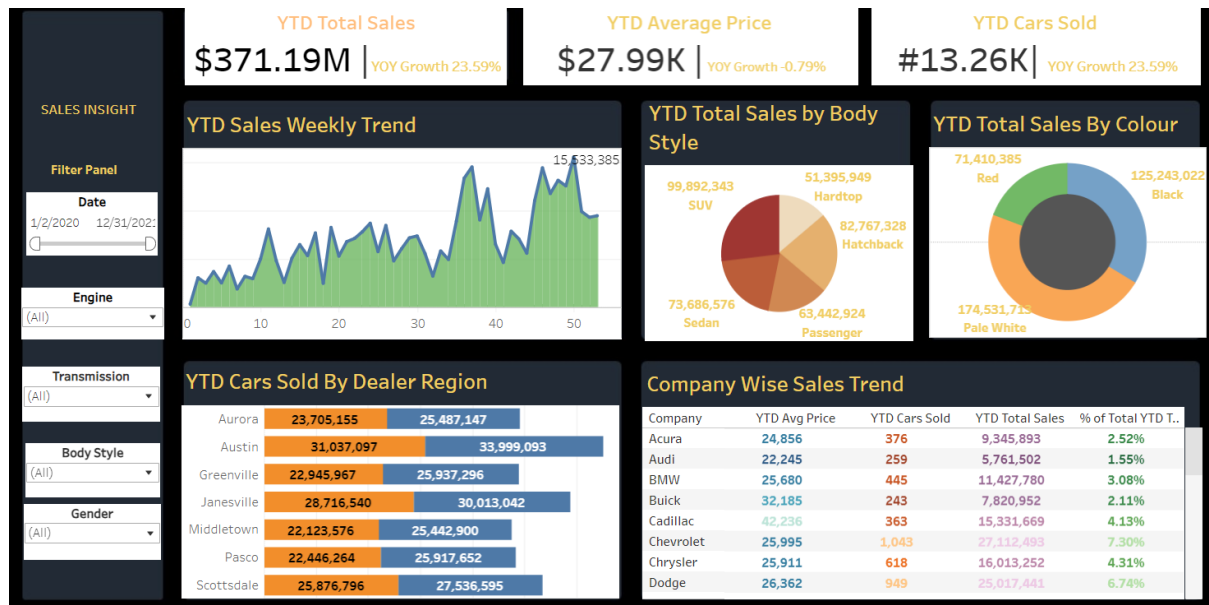 YTD Total Sales
$371.19M | YOY Growth 23.59%
YTD Average Price
$27.99K | YOY Growth -0.79%
YTD Cars Sold
#13.26K| YOY Growth 23.59%
SALES INSIGHT
Filter Panel
Date
1/2/2020 12/31/202
Engine
(All)
Transmission
(All)
Body Style
(All)
Gender
(All)
YTD Sales Weekly Trend
15,533,385
0 10 20 30 40 50
YTD Total Sales by Body
Style
99,892,343
SUV
51,395,949
Hardtop
82,767,328
Hatchback
73,686,576
Sedan
63,442,924
Passenger
YTD Total Sales By Colour
71,410,385
Red
125,243,022
Black
Pale White
YTD Cars Sold By Dealer Region
Aurora 23,705,155 25,487,147
Austin 31,037,097 33,999,093
Greenville 22,945,967 25,937,296
Janesville 28,716,540 30,013,042
Middletown 22,123,576 25,442,900
Pasco 22,446,264 25,917,652
Scottsdale 25,876,796 27,536,595
Company Wise Sales Trend
Company YTD Avg Price YTD Cars Sold YTD Total Sales % of Total YTD T..
Acura 24,856 376 9,345,893 2.52%
Audi 22,245 259 5,761,502 1.55%
BMW 25,680 445 11,427,780 3.08%
Buick 32,185 243 7,820,952 2.11%
Cadillac 42,236 363 15,331,669 4.13%
Chevrolet 25,995 1,043 27,112,493 7.30%
Chrysler 25,911 618 16,013,252 4.31%
Dodge 26,362 949 25,017,441 6.74%